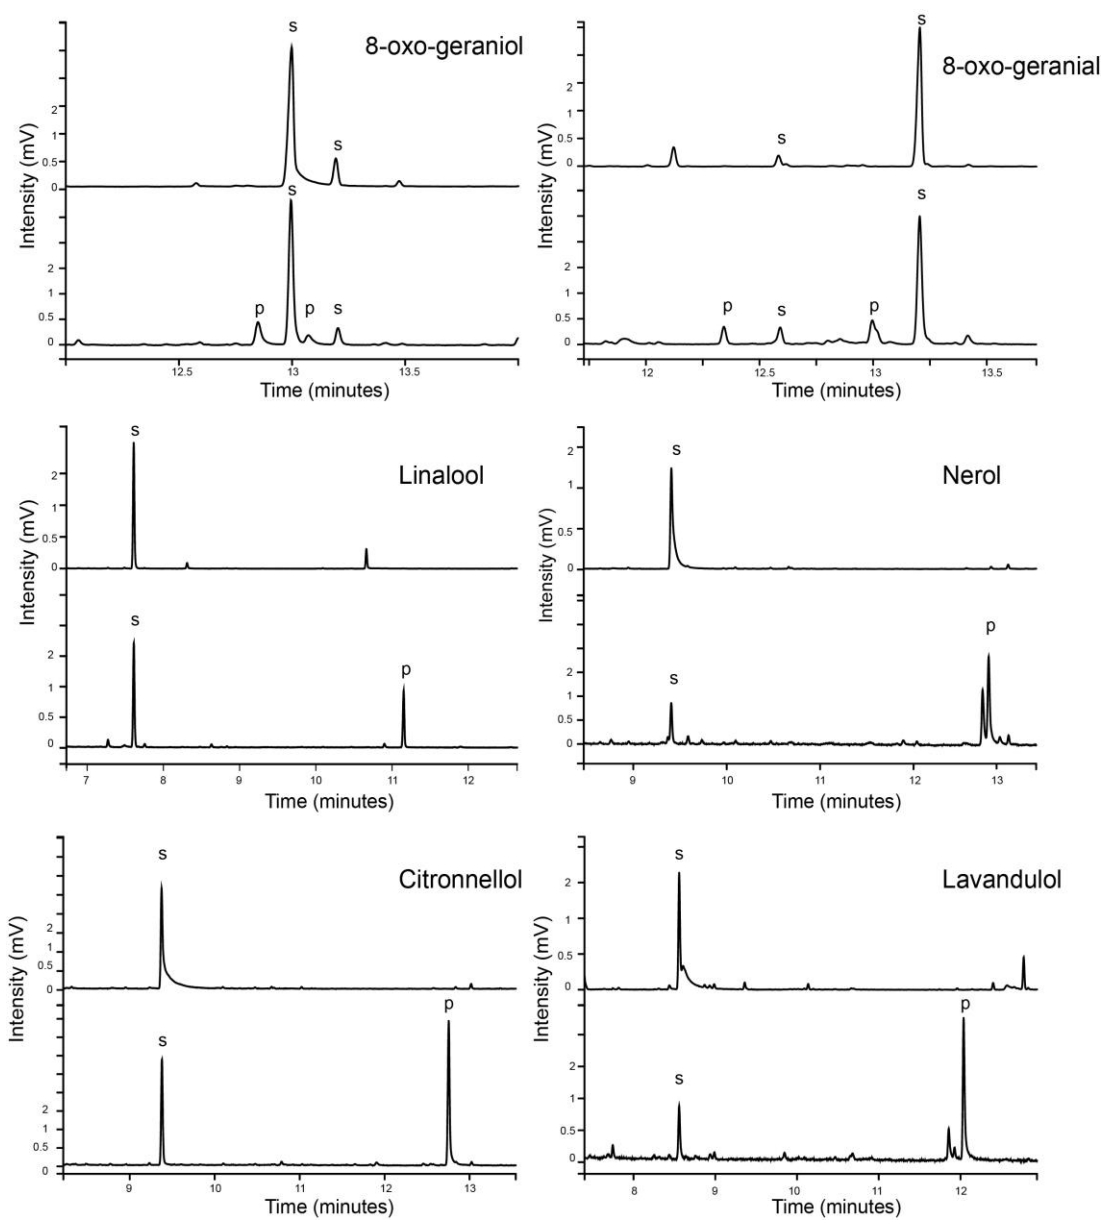 8-oxo-geraniol
s
s
2
1
0.5
0
Intensity (mV)
s
p
p
s
2
1
0.5
0
12.5
13.0
13.5
Time (minutes)
8-oxo-geranial
s
s
2
1
0.5
0
Intensity (mV)
s
p
s
p
2
1
0.5
0
12
12.5
13
13.5
Time (minutes)
Linalool
s
2
1
0.5
0
Intensity (mV)
s
p
2
1
0.5
0
7
8
9
10
11
12
Time (minutes)
Nerol
s
2
1
0.5
0
Intensity (mV)
s
p
2
1
0.5
0
9
10
11
12
13
Time (minutes)
Citronnellol
s
2
1
0.5
0
Intensity (mV)
s
p
2
1
0.5
0
9
10
11
12
13
Time (minutes)
Lavandulol
s
2
1
0.5
0
Intensity (mV)
s
p
2
1
0.5
0
8
9
10
11
12
Time (minutes)